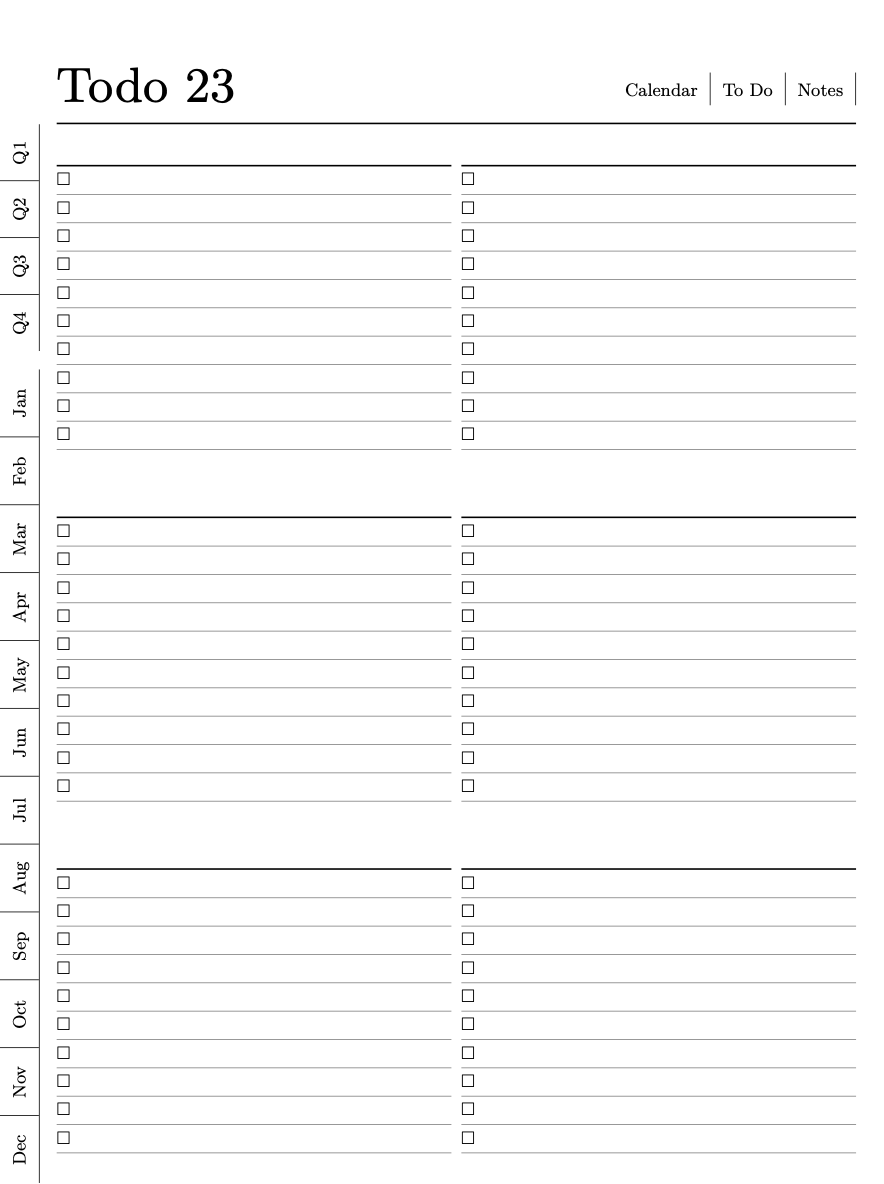 Todo 23
Calendar
To Do
Notes
Q1
Q2
Q3
Q4
Jan
Feb
Mar
Apr
May
Jun
Jul
Aug
Sep
Oct
Nov
Dec